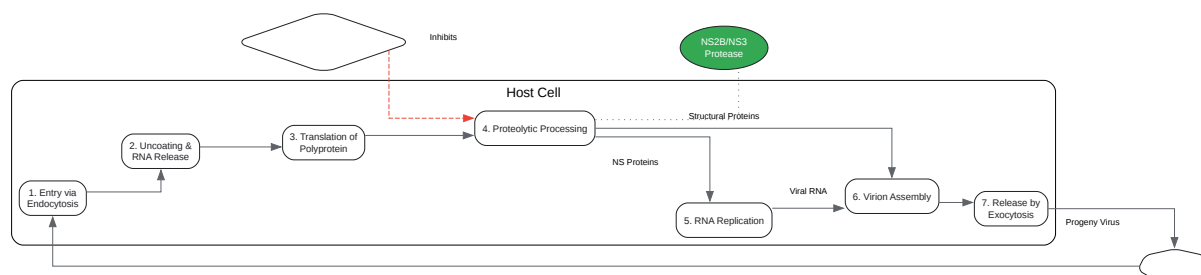 Inhibits
NS2B/NS3
Protease
Host Cell
Structural Proteins
4. Proteolytic Processing
3. Translation of
Polyprotein
2. Uncoating &
RNA Release
NS Proteins
1. Entry via
Endocytosis
Viral RNA
6. Virion Assembly
7. Release by
Exocytosis
5. RNA Replication
Progeny Virus